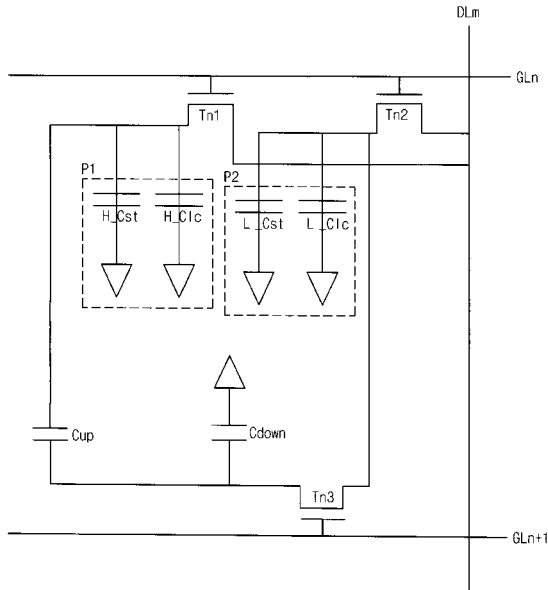 DLm
GLn
Tn1
Tn2
P1
P2
H_Cst
H_Clc
L_Cst
L_Clc
Cup
Cdown
Tn3
GLn+1